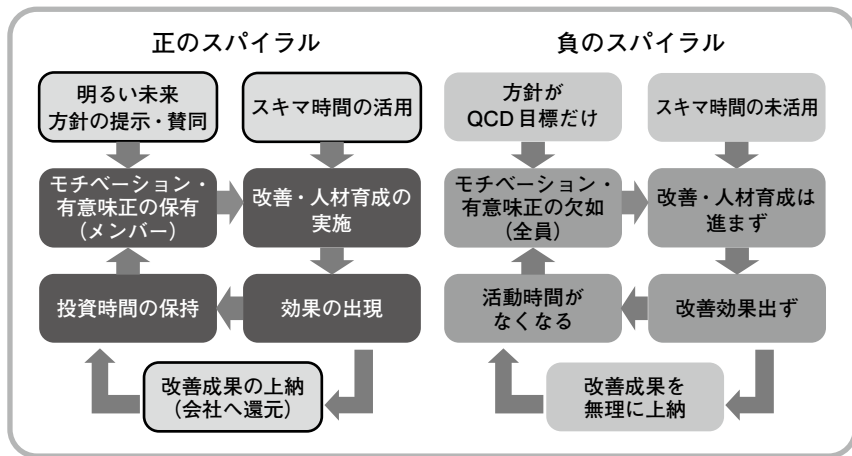 正のスパイラル
明るい未来
方針の提示・賛同
スキマ時間の活用
モチベーション・
有意味正の保有
(メンバー)
改善・人材育成の
実施
投資時間の保持
効果の出現
改善成果の上納
(会社へ還元)
負のスパイラル
方針が
QCD目標だけ
スキマ時間の未活用
モチベーション・
有意味正の欠如
(全員)
改善・人材育成は
進まず
活動時間が
なくなる
改善効果出ず
改善成果を
無理に上納